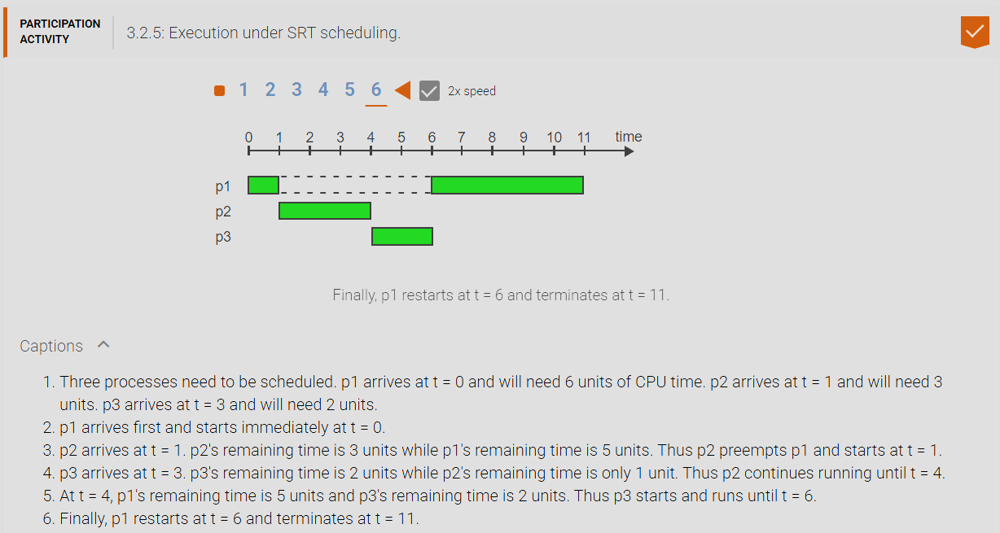 PARTICIPATION
ACTIVITY
3.2.5: Execution under SRT scheduling.
1 2 3 4 5 6 2x speed
0 1 2 3 4 5 6 7 8 9 10 11 time
p1
p2
p3
Finally, p1 restarts at t = 6 and terminates at t = 11.
Captions
1. Three processes need to be scheduled. p1 arrives at t = 0 and will need 6 units of CPU time. p2 arrives at t = 1 and will need 3
units. p3 arrives at t = 3 and will need 2 units.
2. p1 arrives first and starts immediately at t = 0.
3. p2 arrives at t = 1. p2's remaining time is 3 units while p1's remaining time is 5 units. Thus p2 preempts p1 and starts at t = 1.
4. p3 arrives at t = 3. p3's remaining time is 2 units while p2's remaining time is only 1 unit. Thus p2 continues running until t = 4.
5. At t = 4, p1's remaining time is 5 units and p3's remaining time is 2 units. Thus p3 starts and runs until t = 6.
6. Finally, p1 restarts at t = 6 and terminates at t = 11.